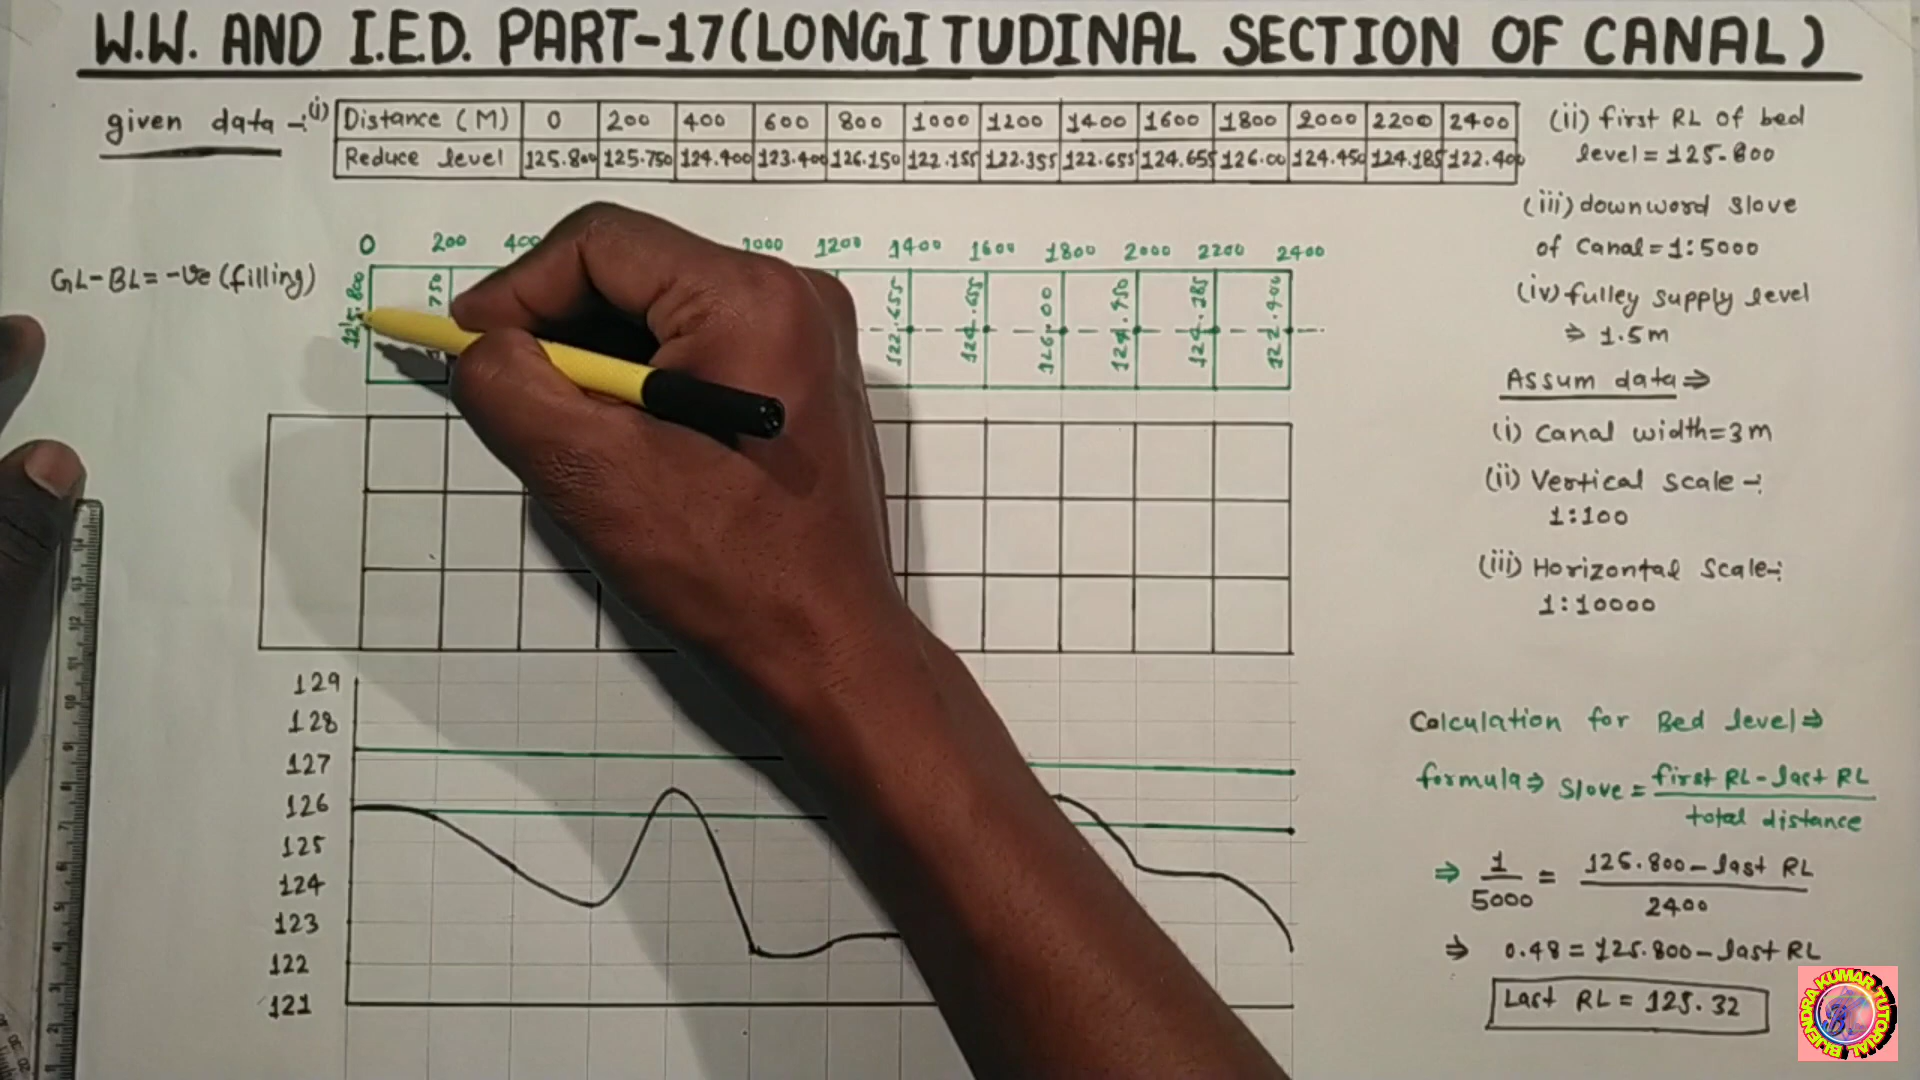 W.W. AND I.E.D. PART-17(LONGITUDINAL SECTION OF CANAL)
given data -: (i)
Distance (M) 0 200 400 600 800 1000 1200 1400 1600 1800 2000 2200 2400
Reduce level 125.800 125.750 124.400 123.400 126.150 122.155 122.355 122.655 124.655 126.00 124.450 124.185 122.400
(ii) first RL of bed
level = 125.800
(iii) downword slove
of canal = 1:5000
(iv) fulley supply level
⇒ 1.5m
Assum data ⇒
(i) canal width = 3m
(ii) Vertical scale -:
1:100
(iii) Horizontal scale -:
1:10000
GL-BL = -ve (filling)
0 200 400 1000 1200 1400 1600 1800 2000 2200 2400
125.800 750 122.655 124.655 126.00 124.450 124.185 122.400
129
128
127
126
125
124
123
122
121
Calculation for Bed level ⇒
formula ⇒ Slove = first RL - last RL
total distance
⇒ 1 = 125.800 - last RL
5000 2400
⇒ 0.48 = 125.800 - last RL
Last RL = 125.32
BIJENDRA KUMAR TUTORIAL